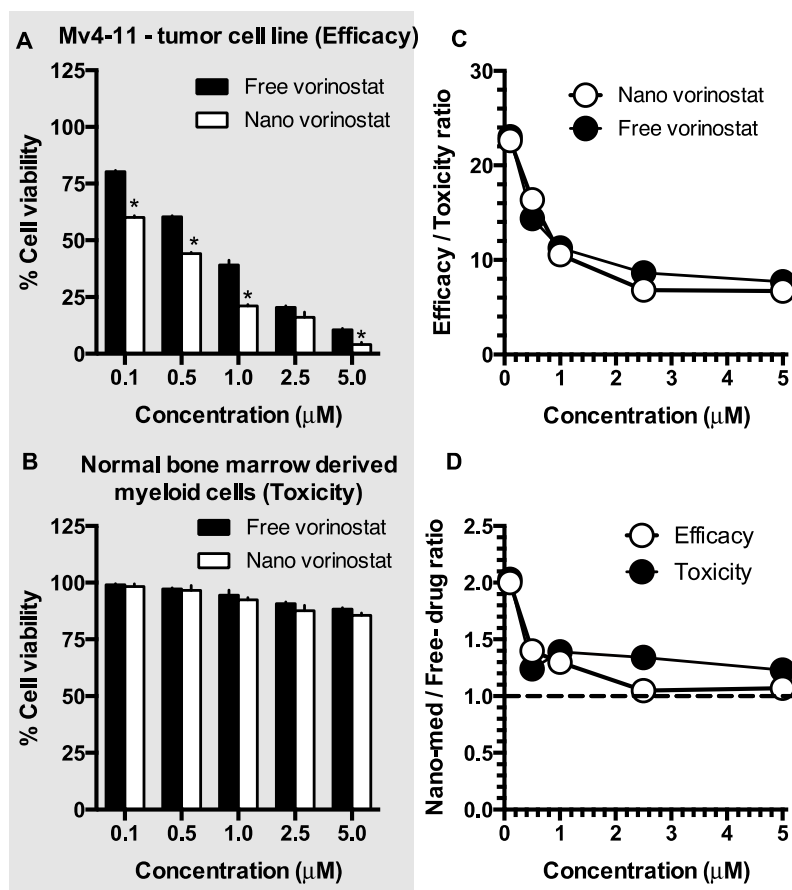 A
Mv4-11 - tumor cell line (Efficacy)
125
100
75
50
25
0
% Cell viability
Free vorinostat
Nano vorinostat
*
*
*
*
0.1 0.5 1.0 2.5 5.0
Concentration (μM)
B
Normal bone marrow derived
myeloid cells (Toxicity)
125
100
75
50
25
0
% Cell viability
Free vorinostat
Nano vorinostat
0.1 0.5 1.0 2.5 5.0
Concentration (μM)
C
30
20
10
0
Efficacy / Toxicity ratio
Nano vorinostat
Free vorinostat
0 1 2 3 4 5
Concentration (μM)
D
2.5
2.0
1.5
1.0
0.5
0.0
Nano-med / Free- drug ratio
Efficacy
Toxicity
0 1 2 3 4 5
Concentration (μM)